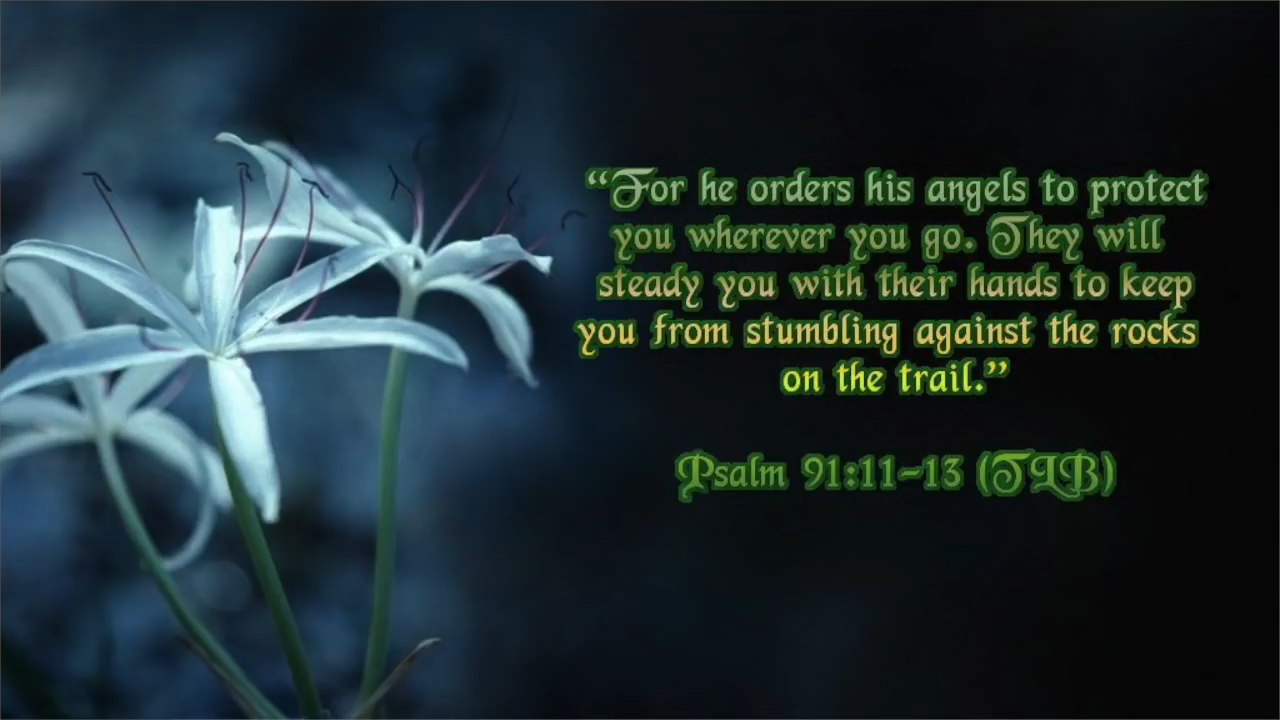 “For he orders his angels to protect
you wherever you go. They will
steady you with their hands to keep
you from stumbling against the rocks
on the trail.”
Psalm 91:11-13 (TLB)